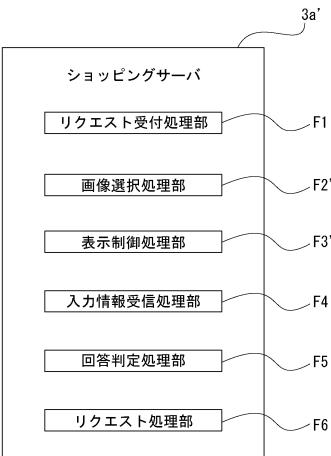 3a'
ショッピングサーバ
リクエスト受付処理部 F1
画像選択処理部 F2'
表示制御処理部 F3'
入力情報受信処理部 F4
回答判定処理部 F5
リクエスト処理部 F6